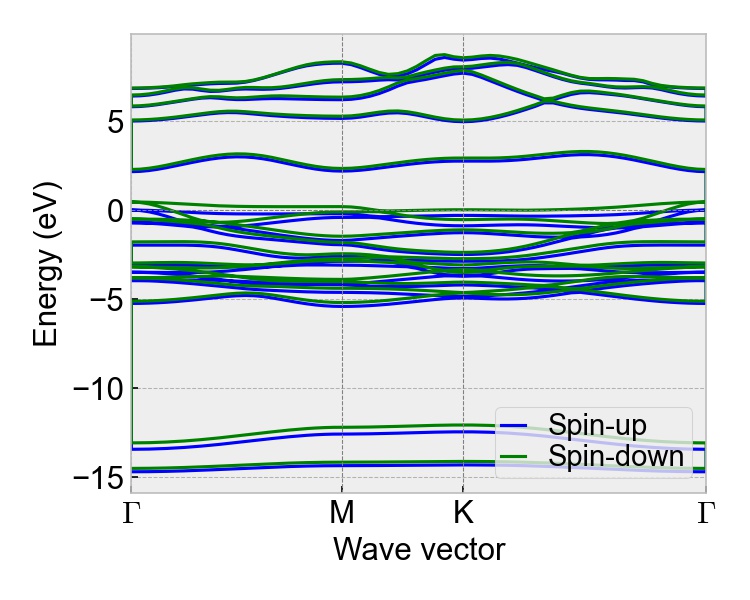 Energy (eV)
5
0
−5
−10
−15
Spin-up
Spin-down
Γ M K Γ
Wave vector